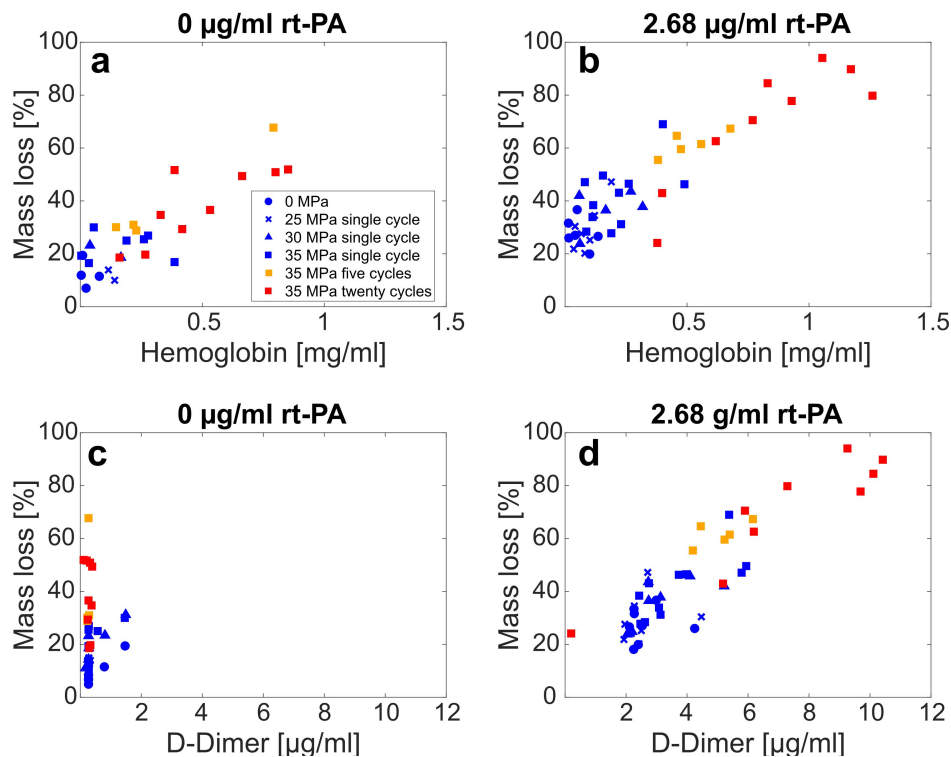 0 µg/ml rt-PA
a
Mass loss [%]
100
80
60
40
20
0
0.5
1
1.5
Hemoglobin [mg/ml]
0 MPa
25 MPa single cycle
30 MPa single cycle
35 MPa single cycle
35 MPa five cycles
35 MPa twenty cycles
2.68 µg/ml rt-PA
b
Mass loss [%]
100
80
60
40
20
0
0.5
1
1.5
Hemoglobin [mg/ml]
0 µg/ml rt-PA
c
Mass loss [%]
100
80
60
40
20
0
2
4
6
8
10
12
D-Dimer [µg/ml]
2.68 g/ml rt-PA
d
Mass loss [%]
100
80
60
40
20
0
2
4
6
8
10
12
D-Dimer [µg/ml]